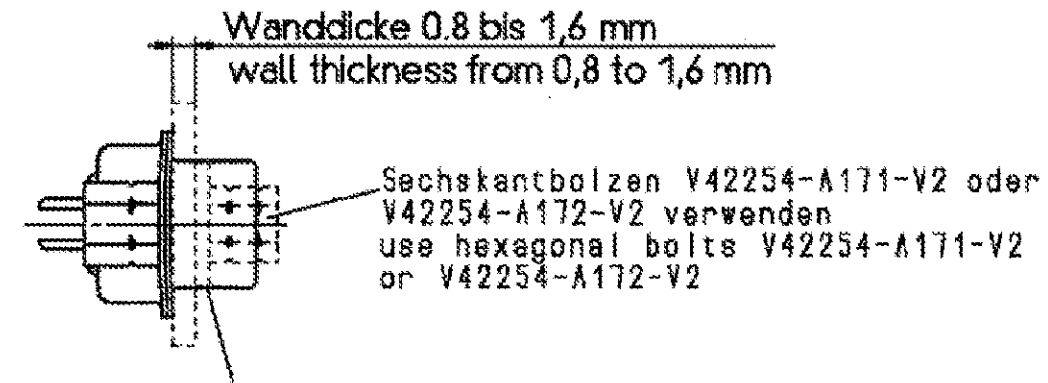 Wanddicke 0.8 bis 1,6 mm
wall thickness from 0,8 to 1,6 mm
Sechskantbolzen V42254-A171-V2 oder
V42254-A172-V2 verwenden
use hexagonal bolts V42254-A171-V2
or V42254-A172-V2